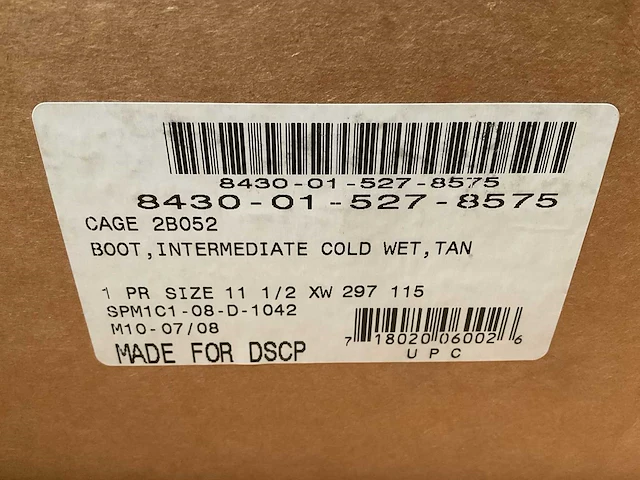 8430-01-527-8575
8430-01-527-8575
CAGE 2B052
BOOT,INTERMEDIATE COLD WET,TAN
1 PR SIZE 11 1/2 XW 297 115
SPM1C1-08-D-1042
M10-07/08
7 18020 06002 6
MADE FOR DSCP
UPC